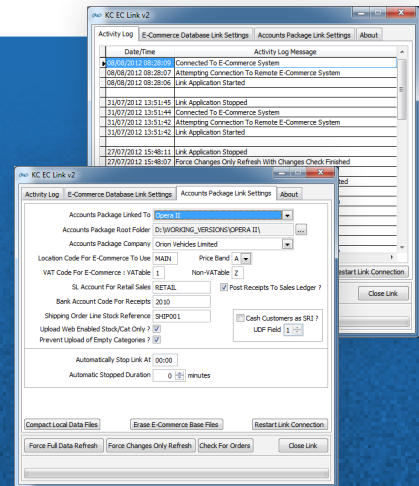 KC EC Link v2
Activity Log E-Commerce Database Link Settings Accounts Package Link Settings About
Date/Time Activity Log Message
08/08/2012 08:28:09 Connected To E-Commerce System
08/08/2012 08:28:07 Attempting Connection To Remote E-Commerce System
08/08/2012 08:28:06 Link Application Started
31/07/2012 13:51:45 Link Application Stopped
31/07/2012 13:51:44 Connected To E-Commerce System
31/07/2012 13:51:42 Attempting Connection To Remote E-Commerce System
31/07/2012 13:51:42 Link Application Started
27/07/2012 15:48:11 Link Application Stopped
27/07/2012 15:48:07 Force Changes Only Refresh With Changes Check Finished
ted
estart Link Connection
Close Link
KC EC Link v2
Activity Log E-Commerce Database Link Settings Accounts Package Link Settings About
Accounts Package Linked To Opera II
Accounts Package Root Folder D:\WORKING_VERSIONS\OPERA II\ ...
Accounts Package Company Orion Vehicles Limited
Location Code For E-Commerce To Use MAIN Price Band A
VAT Code For E-Commerce : VATable 1 Non-VATable Z
SL Account For Retail Sales RETAIL Post Receipts To Sales Ledger ?
Bank Account Code For Receipts 2010
Shipping Order Line Stock Reference SHIP001 Cash Customers as SRI ?
Upload Web Enabled Stock/Cat Only ? UDF Field 1
Prevent Upload of Empty Categories ?
Automatically Stop Link At 00:00
Automatic Stopped Duration 0 minutes
Compact Local Data Files Erase E-Commerce Base Files Restart Link Connection
Force Full Data Refresh Force Changes Only Refresh Check For Orders Close Link